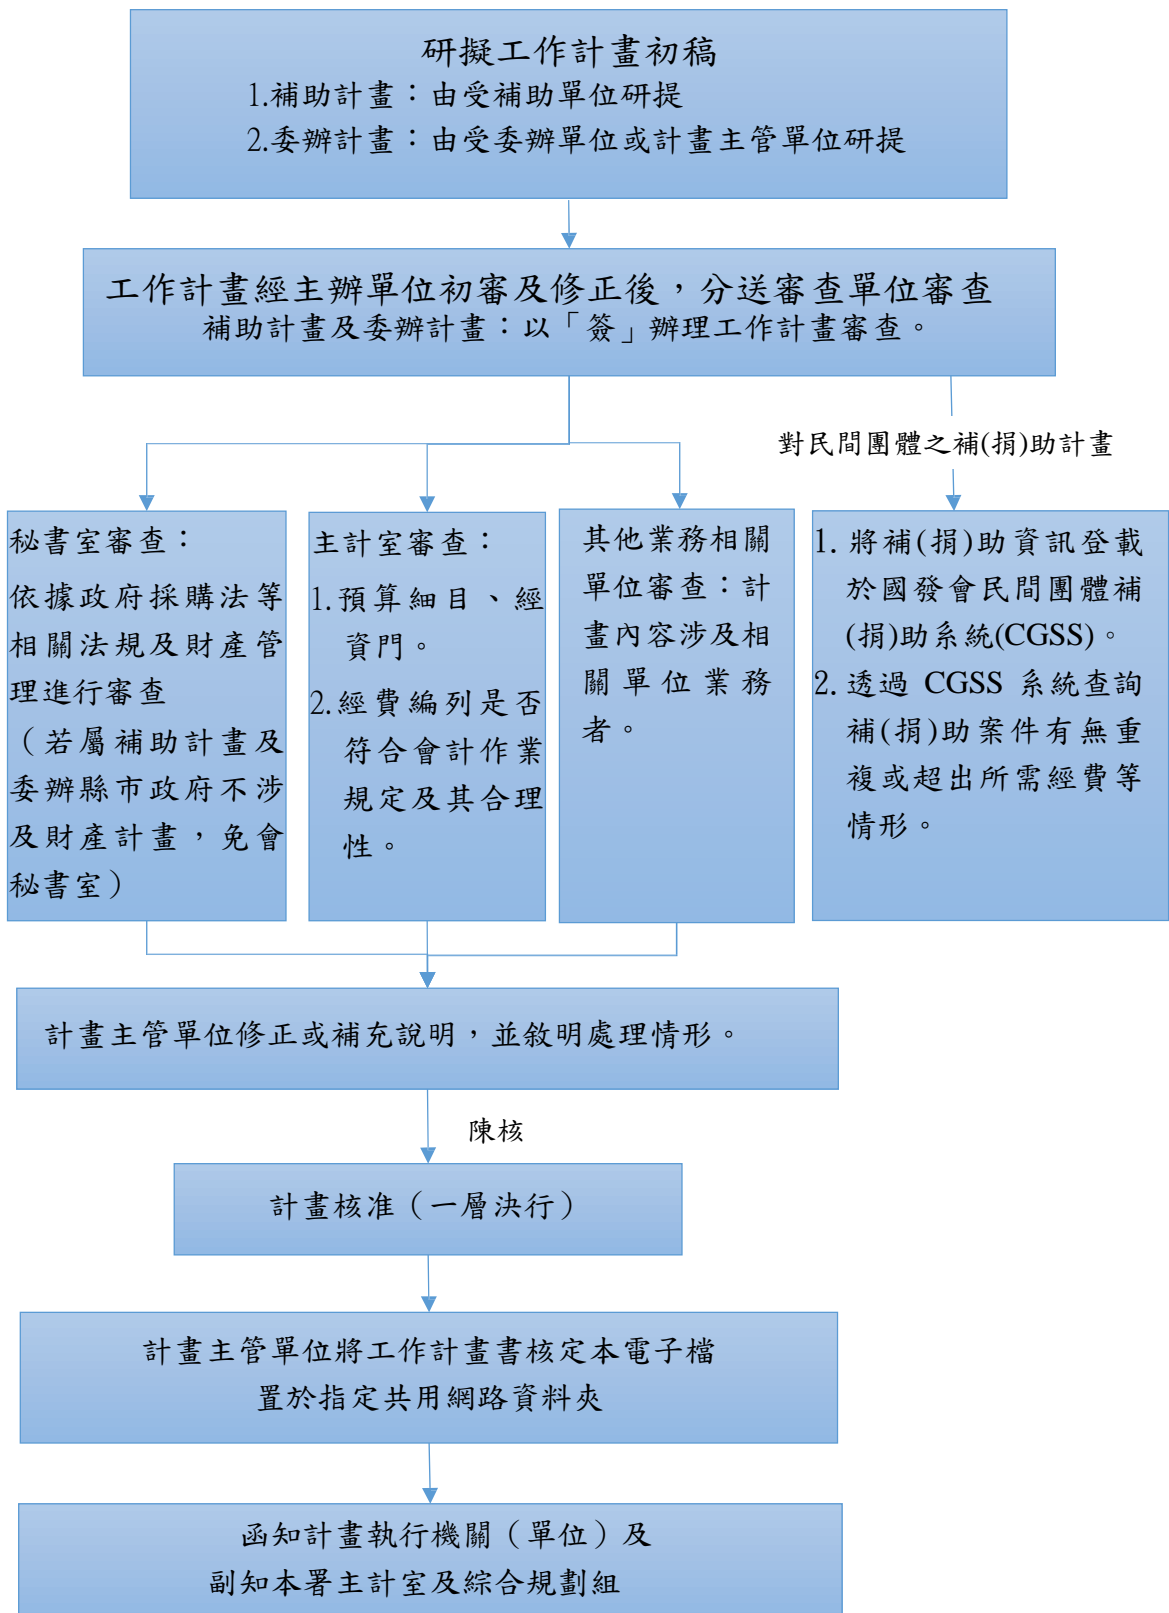 研擬工作計畫初稿
1.補助計畫：由受補助單位研提
2.委辦計畫：由受委辦單位或計畫主管單位研提
工作計畫經主辦單位初審及修正後，分送審查單位審查
補助計畫及委辦計畫：以「簽」辦理工作計畫審查。
對民間團體之補(捐)助計畫
秘書室審查：
依據政府採購法等
相關法規及財產管
理進行審查
（若屬補助計畫及
委辦縣市政府不涉
及財產計畫，免會
秘書室）
主計室審查：
1.預算細目、經
資門。
2.經費編列是否
符合會計作業
規定及其合理
性。
其他業務相關
單位審查：計
畫內容涉及相
關單位業務
者。
1. 將補(捐)助資訊登載
於國發會民間團體補
(捐)助系統(CGSS)。
2. 透過 CGSS 系統查詢
補(捐)助案件有無重
複或超出所需經費等
情形。
計畫主管單位修正或補充說明，並敘明處理情形。
陳核
計畫核准（一層決行）
計畫主管單位將工作計畫書核定本電子檔
置於指定共用網路資料夾
函知計畫執行機關（單位）及
副知本署主計室及綜合規劃組